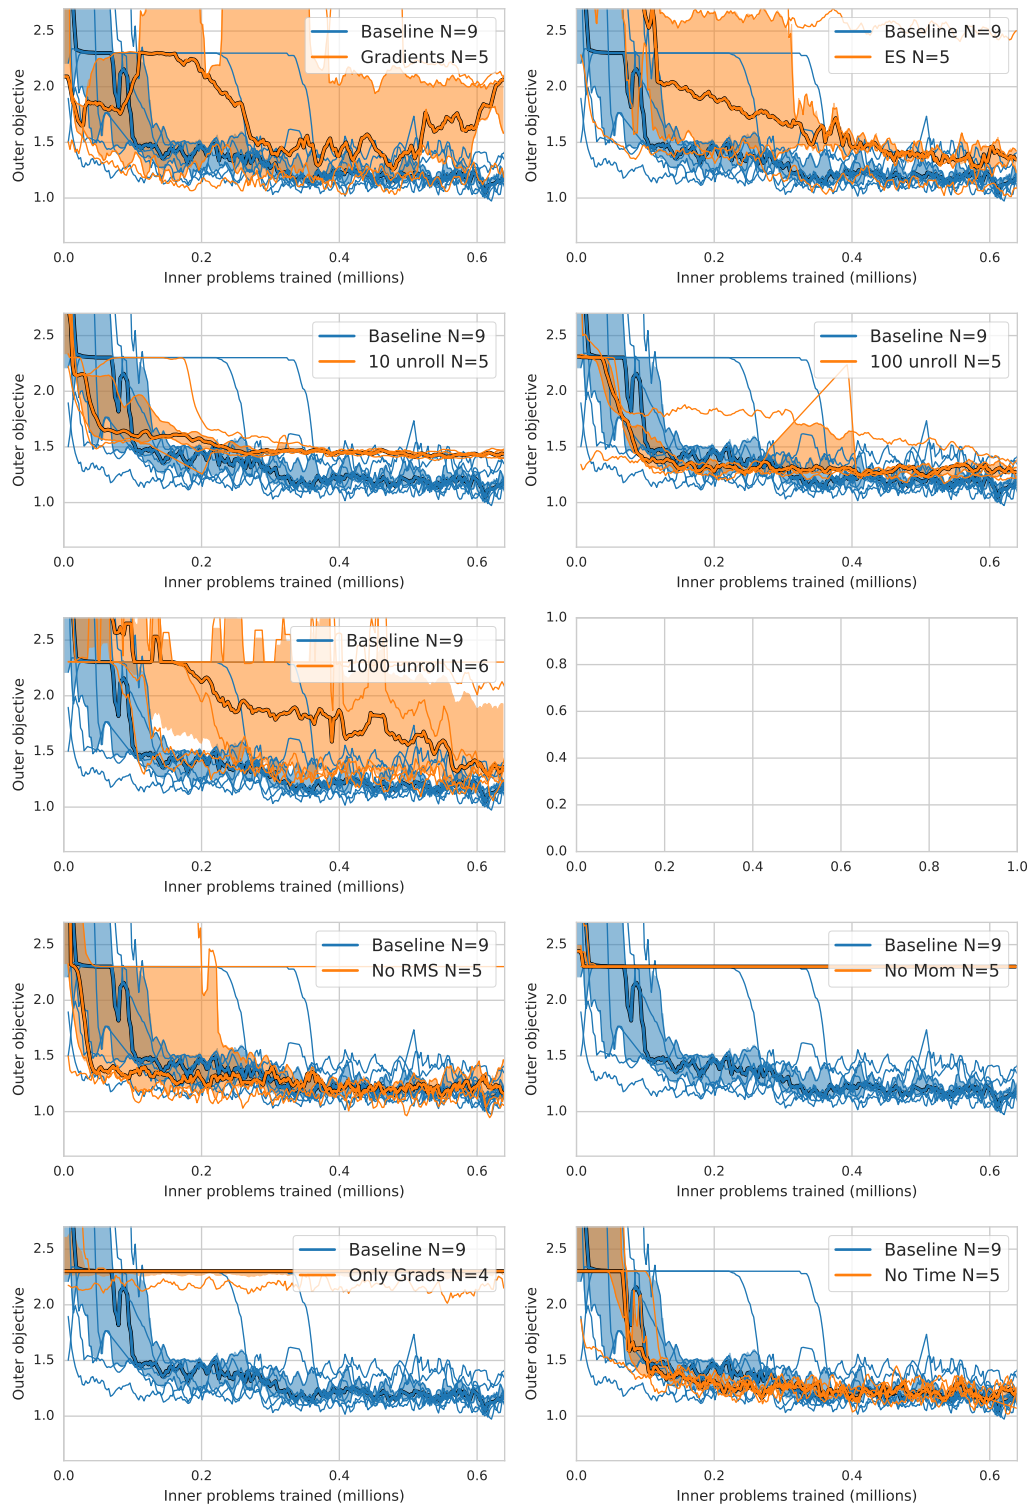 2.5
2.0
1.5
1.0
Outer objective
Baseline N=9
Gradients N=5
0.0 0.2 0.4 0.6
Inner problems trained (millions)
2.5
2.0
1.5
1.0
Outer objective
Baseline N=9
ES N=5
0.0 0.2 0.4 0.6
Inner problems trained (millions)
2.5
2.0
1.5
1.0
Outer objective
Baseline N=9
10 unroll N=5
0.0 0.2 0.4 0.6
Inner problems trained (millions)
2.5
2.0
1.5
1.0
Outer objective
Baseline N=9
100 unroll N=5
0.0 0.2 0.4 0.6
Inner problems trained (millions)
2.5
2.0
1.5
1.0
Outer objective
Baseline N=9
1000 unroll N=6
0.0 0.2 0.4 0.6
Inner problems trained (millions)
1.0
0.8
0.6
0.4
0.2
0.0
0.0 0.2 0.4 0.6 0.8 1.0
2.5
2.0
1.5
1.0
Outer objective
Baseline N=9
No RMS N=5
0.0 0.2 0.4 0.6
Inner problems trained (millions)
2.5
2.0
1.5
1.0
Outer objective
Baseline N=9
No Mom N=5
0.0 0.2 0.4 0.6
Inner problems trained (millions)
2.5
2.0
1.5
1.0
Outer objective
Baseline N=9
Only Grads N=4
0.0 0.2 0.4 0.6
Inner problems trained (millions)
2.5
2.0
1.5
1.0
Outer objective
Baseline N=9
No Time N=5
0.0 0.2 0.4 0.6
Inner problems trained (millions)